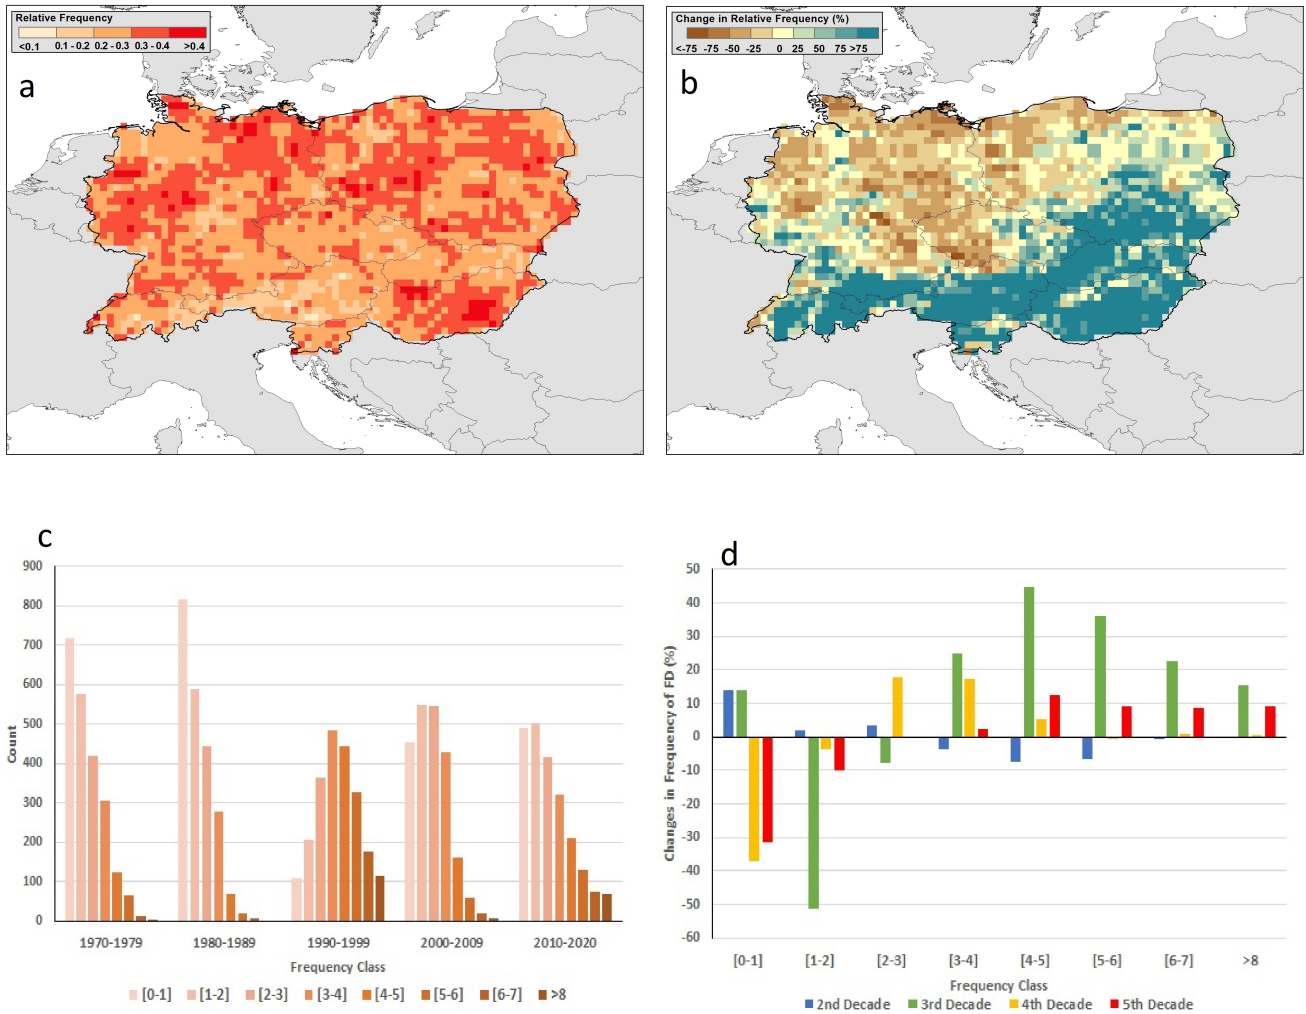 Relative Frequency
<0.1 0.1 - 0.2 0.2 - 0.3 0.3 - 0.4 >0.4
a
Change in Relative Frequency (%)
<-75 -75 -50 -25 0 25 50 75 >75
b
c
900
800
700
600
500
400
300
200
100
0
Count
1970-1979 1980-1989 1990-1999 2000-2009 2010-2020
Frequency Class
[0-1] [1-2] [2-3] [3-4] [4-5] [5-6] [6-7] >8
d
50
40
30
20
10
0
-10
-20
-30
-40
-50
-60
Changes in Frequency of FD (%)
[0-1] [1-2] [2-3] [3-4] [4-5] [5-6] [6-7] >8
Frequency Class
2nd Decade 3rd Decade 4th Decade 5th Decade